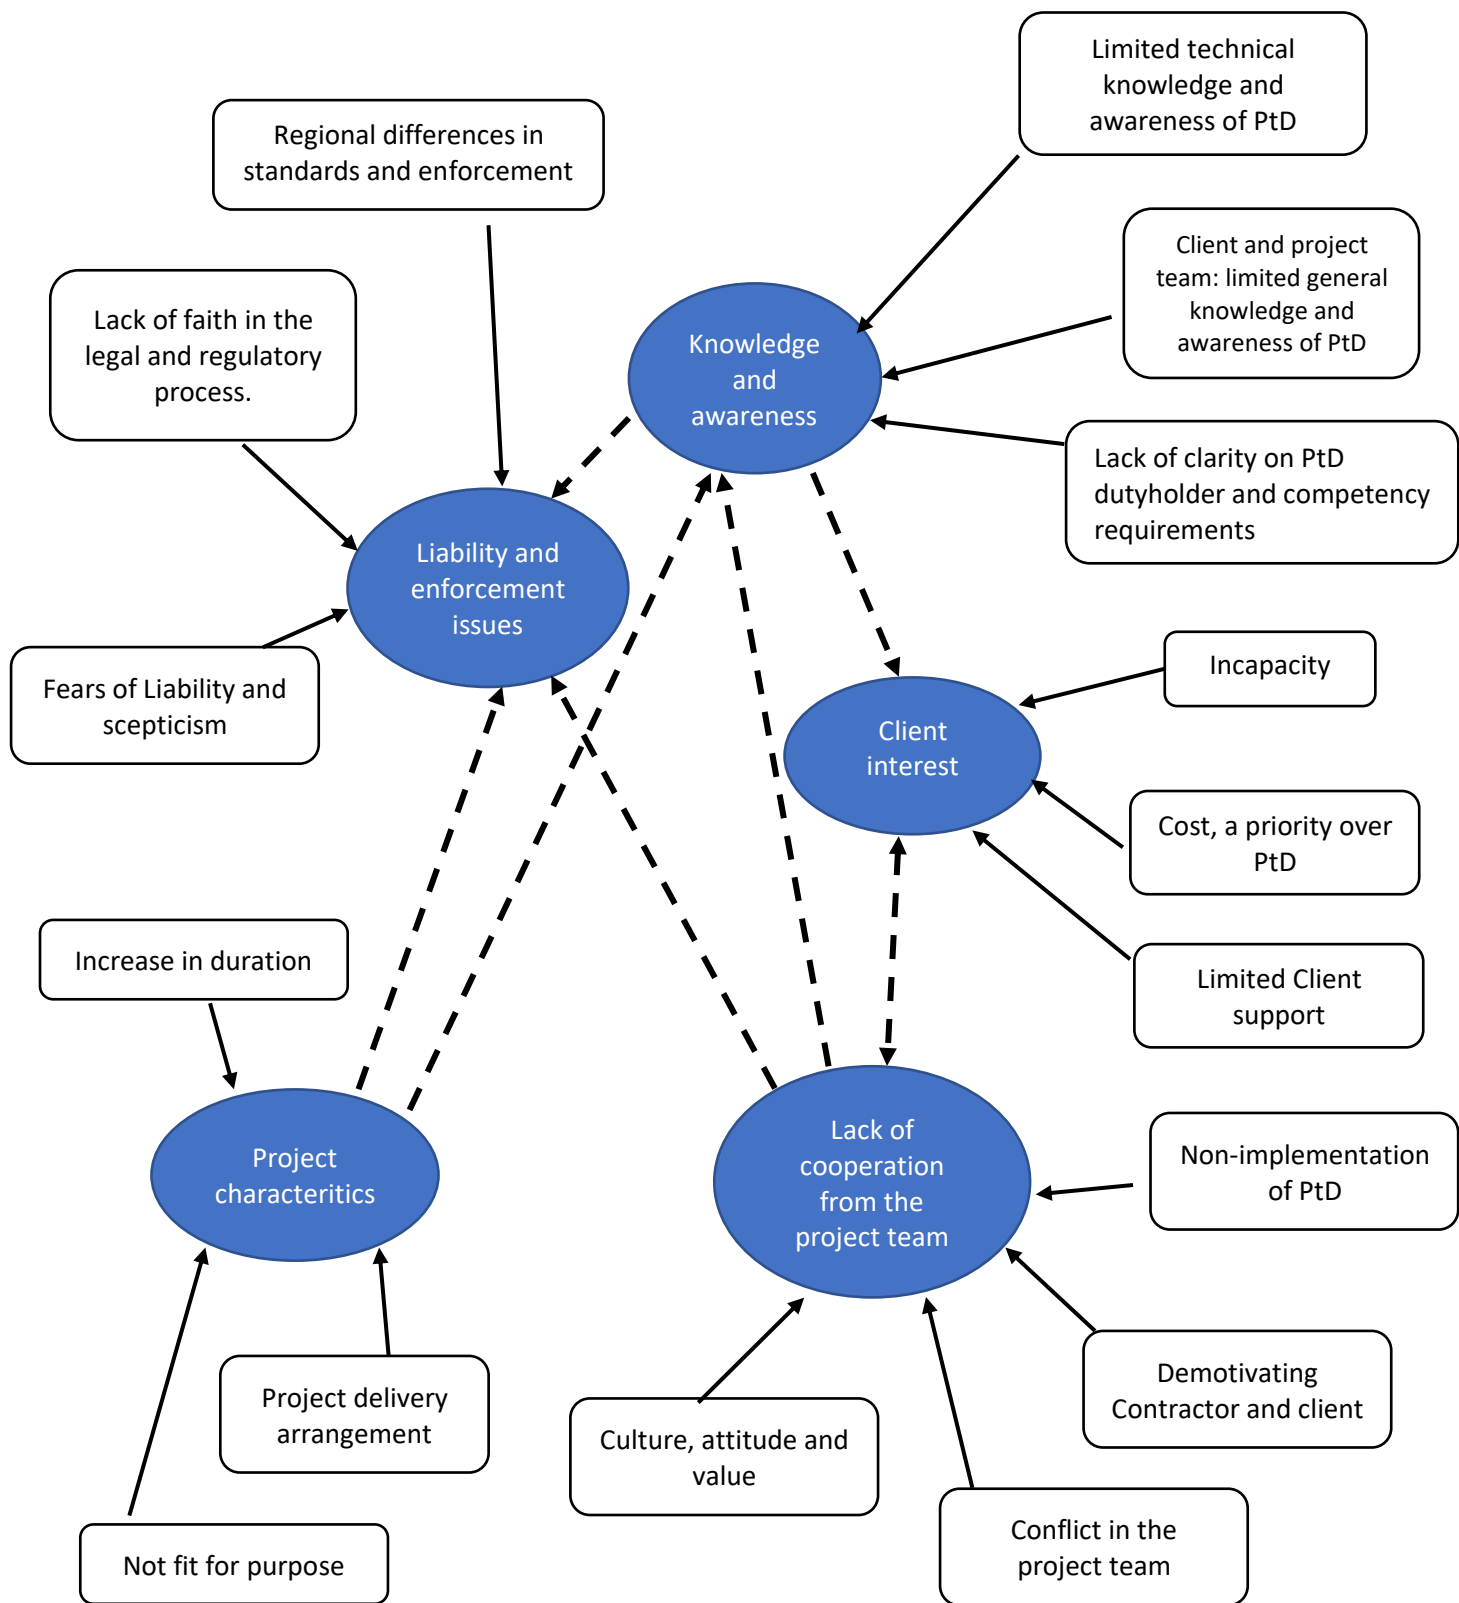 Limited technical
knowledge and
awareness of PtD
Regional differences in
standards and enforcement
Client and project
team: limited general
knowledge and
awareness of PtD
Lack of faith in the
legal and regulatory
process.
Knowledge
and
awareness
Lack of clarity on PtD
dutyholder and competency
requirements
Liability and
enforcement
issues
Fears of Liability and
scepticism
Incapacity
Client
interest
Cost, a priority over
PtD
Increase in duration
Limited Client
support
Project
characteritics
Lack of
cooperation
from the
project team
Non-implementation
of PtD
Project delivery
arrangement
Demotivating
Contractor and client
Culture, attitude and
value
Not fit for purpose
Conflict in the
project team